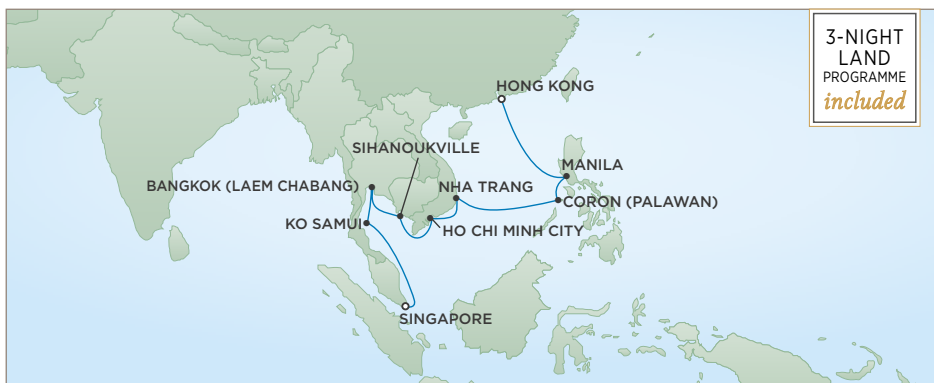 3-NIGHT
LAND
PROGRAMME
included
HONG KONG
SIHANOUKVILLE
MANILA
BANGKOK (LAEM CHABANG)
NHA TRANG
CORON (PALAWAN)
KO SAMUI
HO CHI MINH CITY
SINGAPORE